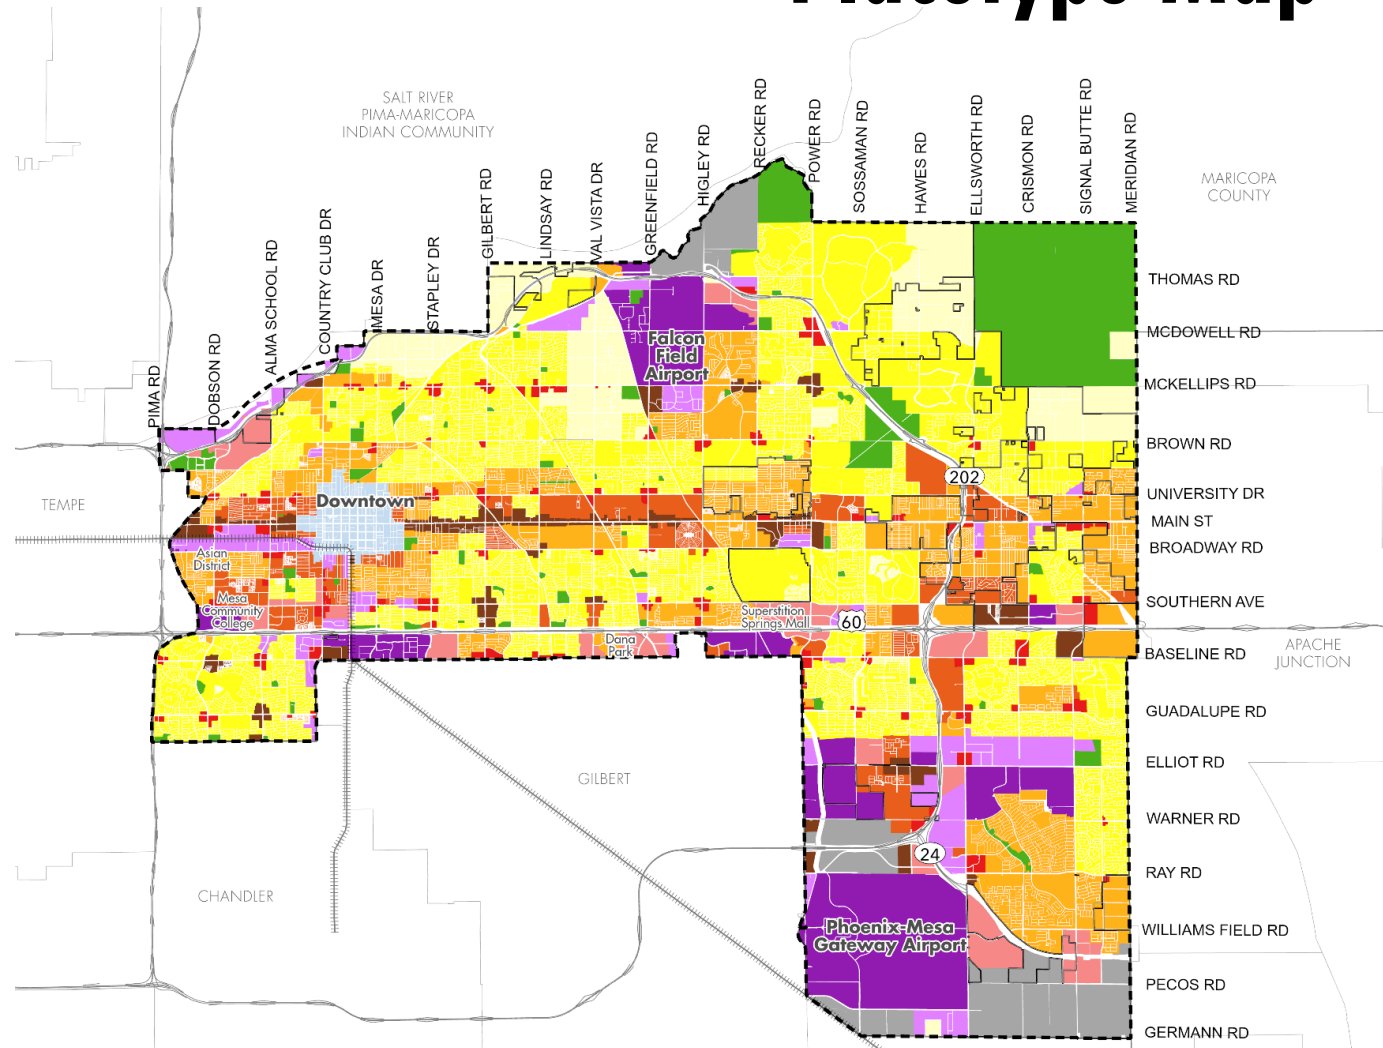 Placetype Map
SALT RIVER
PIMA-MARICOPA
INDIAN COMMUNITY
MARICOPA
COUNTY
PIMA RD
DOBSON RD
ALMA SCHOOL RD
COUNTRY CLUB DR
MESA DR
STAPLEY DR
GILBERT RD
LINDSAY RD
VAL VISTA DR
GREENFIELD RD
HIGLEY RD
RECKER RD
POWER RD
SOSSAMAN RD
HAWES RD
ELLSWORTH RD
CRISMON RD
SIGNAL BUTTE RD
MERIDIAN RD
THOMAS RD
MCDOWELL RD
MCKELLIPS RD
BROWN RD
UNIVERSITY DR
MAIN ST
BROADWAY RD
SOUTHERN AVE
BASELINE RD
GUADALUPE RD
ELLIOT RD
WARNER RD
RAY RD
WILLIAMS FIELD RD
PECOS RD
GERMANN RD
Falcon
Field
Airport
202
TEMPE
Downtown
Asian
District
Mesa
Community
College
Superstition
Springs Mall
60
Dana
Park
APACHE
JUNCTION
GILBERT
24
CHANDLER
Phoenix-Mesa
Gateway Airport